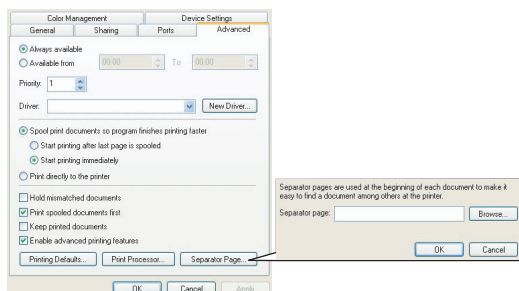 Color Management Device Settings
General Sharing Ports Advanced
Always available
Available from 00:00 To 00:00
Priority: 1
Driver: New Driver...
Spool print documents so program finishes printing faster
Start printing after last page is spooled
Start printing immediately
Print directly to the printer
Hold mismatched documents
Print spooled documents first
Keep printed documents
Enable advanced printing features
Printing Defaults... Print Processor... Separator Page...
OK Cancel Apply
Separator pages are used at the beginning of each document to make it
easy to find a document among others at the printer.
Separator page: Browse...
OK Cancel